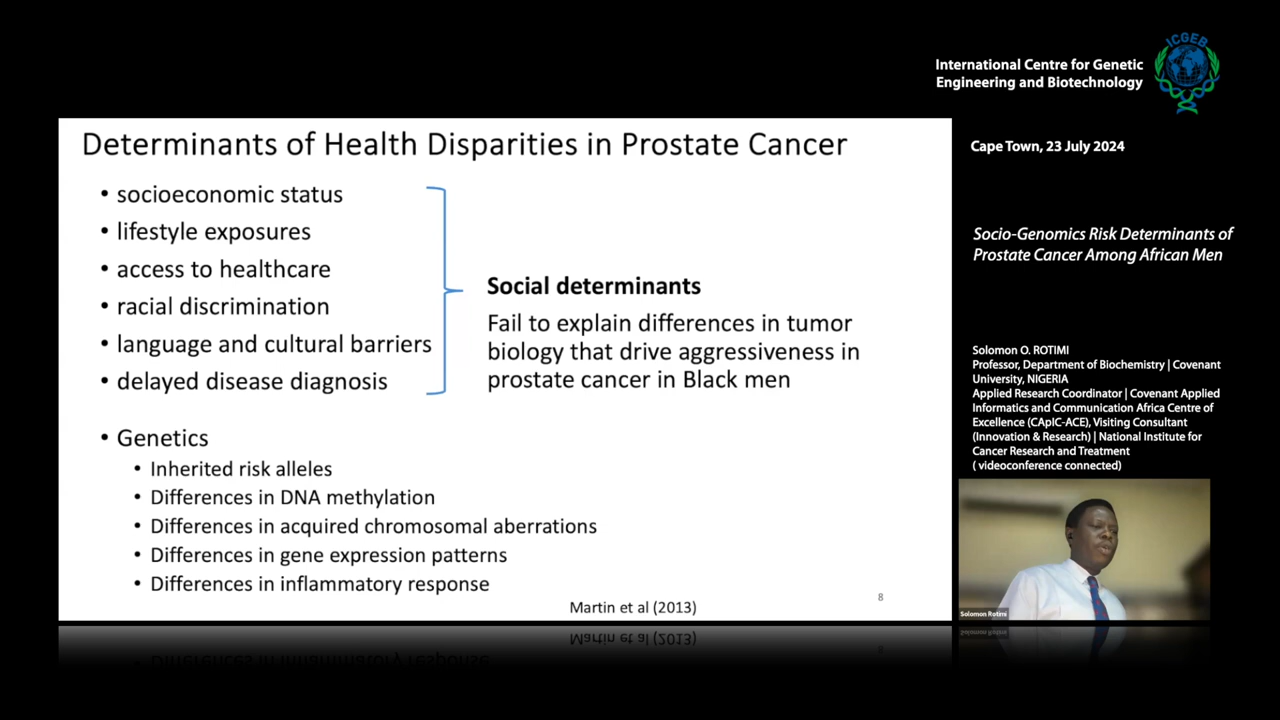 ICGEB
International Centre for Genetic
Engineering and Biotechnology
Determinants of Health Disparities in Prostate Cancer
• socioeconomic status
• lifestyle exposures
• access to healthcare
• racial discrimination
• language and cultural barriers
• delayed disease diagnosis
Social determinants
Fail to explain differences in tumor
biology that drive aggressiveness in
prostate cancer in Black men
• Genetics
• Inherited risk alleles
• Differences in DNA methylation
• Differences in acquired chromosomal aberrations
• Differences in gene expression patterns
• Differences in inflammatory response
Martin et al (2013)
8
Cape Town, 23 July 2024
Socio-Genomics Risk Determinants of
Prostate Cancer Among African Men
Solomon O. ROTIMI
Professor, Department of Biochemistry | Covenant
University, NIGERIA
Applied Research Coordinator | Covenant Applied
Informatics and Communication Africa Centre of
Excellence (CApIC-ACE), Visiting Consultant
(Innovation & Research) | National Institute for
Cancer Research and Treatment
( videoconference connected)
Solomon Rotimi